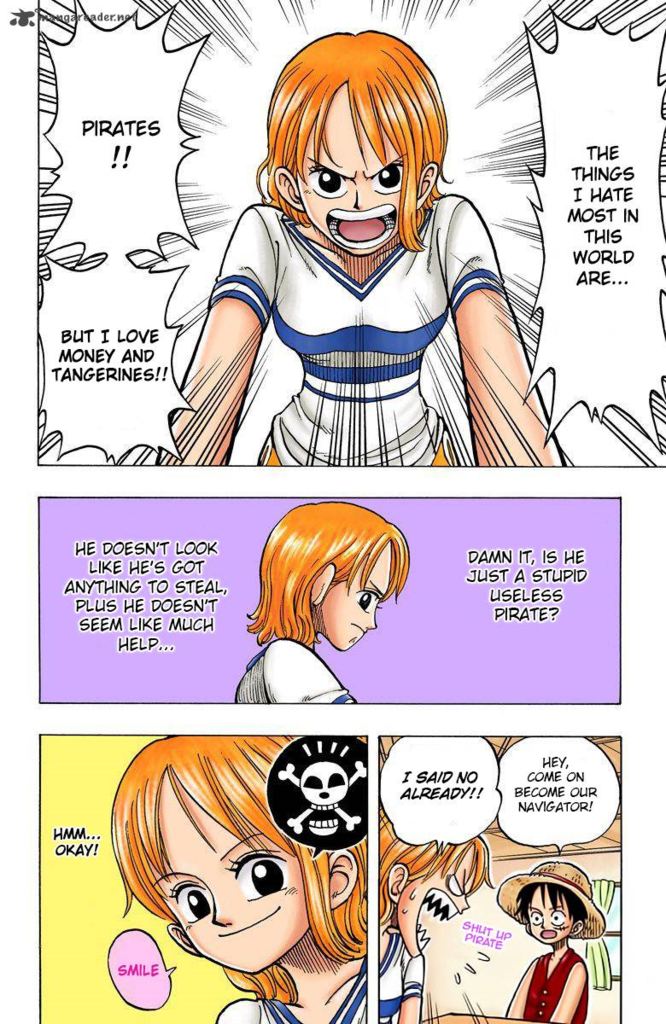 mangareader.net
THE
THINGS
I HATE
MOST IN
THIS
WORLD
ARE...
PIRATES
!!
BUT I LOVE
MONEY AND
TANGERINES!!
DAMN IT, IS HE
JUST A STUPID
USELESS
PIRATE?
HE DOESN'T LOOK
LIKE HE'S GOT
ANYTHING TO STEAL,
PLUS HE DOESN'T
SEEM LIKE MUCH
HELP...
HEY,
COME ON
BECOME OUR
NAVIGATOR!
I SAID NO
ALREADY!!
SHUT UP
PIRATE
HMM...
OKAY!
SMILE